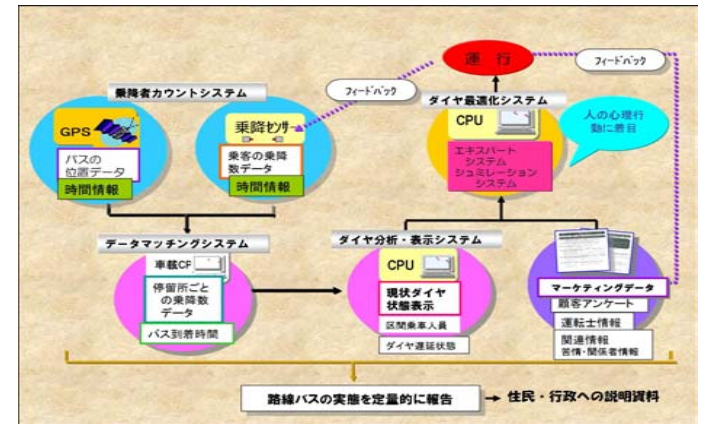 運 行
フィードバック
フィードバック
乗降者カウントシステム
ダイヤ最適化システム
GPS
バスの
位置データ
時間情報
乗降センサー
乗客の乗降
数データ
時間情報
CPU
エキスパート
システム
シュミレーション
システム
人の心理行
動に着目
データマッチングシステム
ダイヤ分析・表示システム
車載CP
停留所ごと
の乗降数
データ
バス到着時間
CPU
現状ダイヤ
状態表示
区間乗車人員
ダイヤ遅延状態
マーケティングデータ
顧客アンケート
運転士情報
関連情報
苦情・関係者情報
路線バスの実態を定量的に報告
住民・行政への説明資料